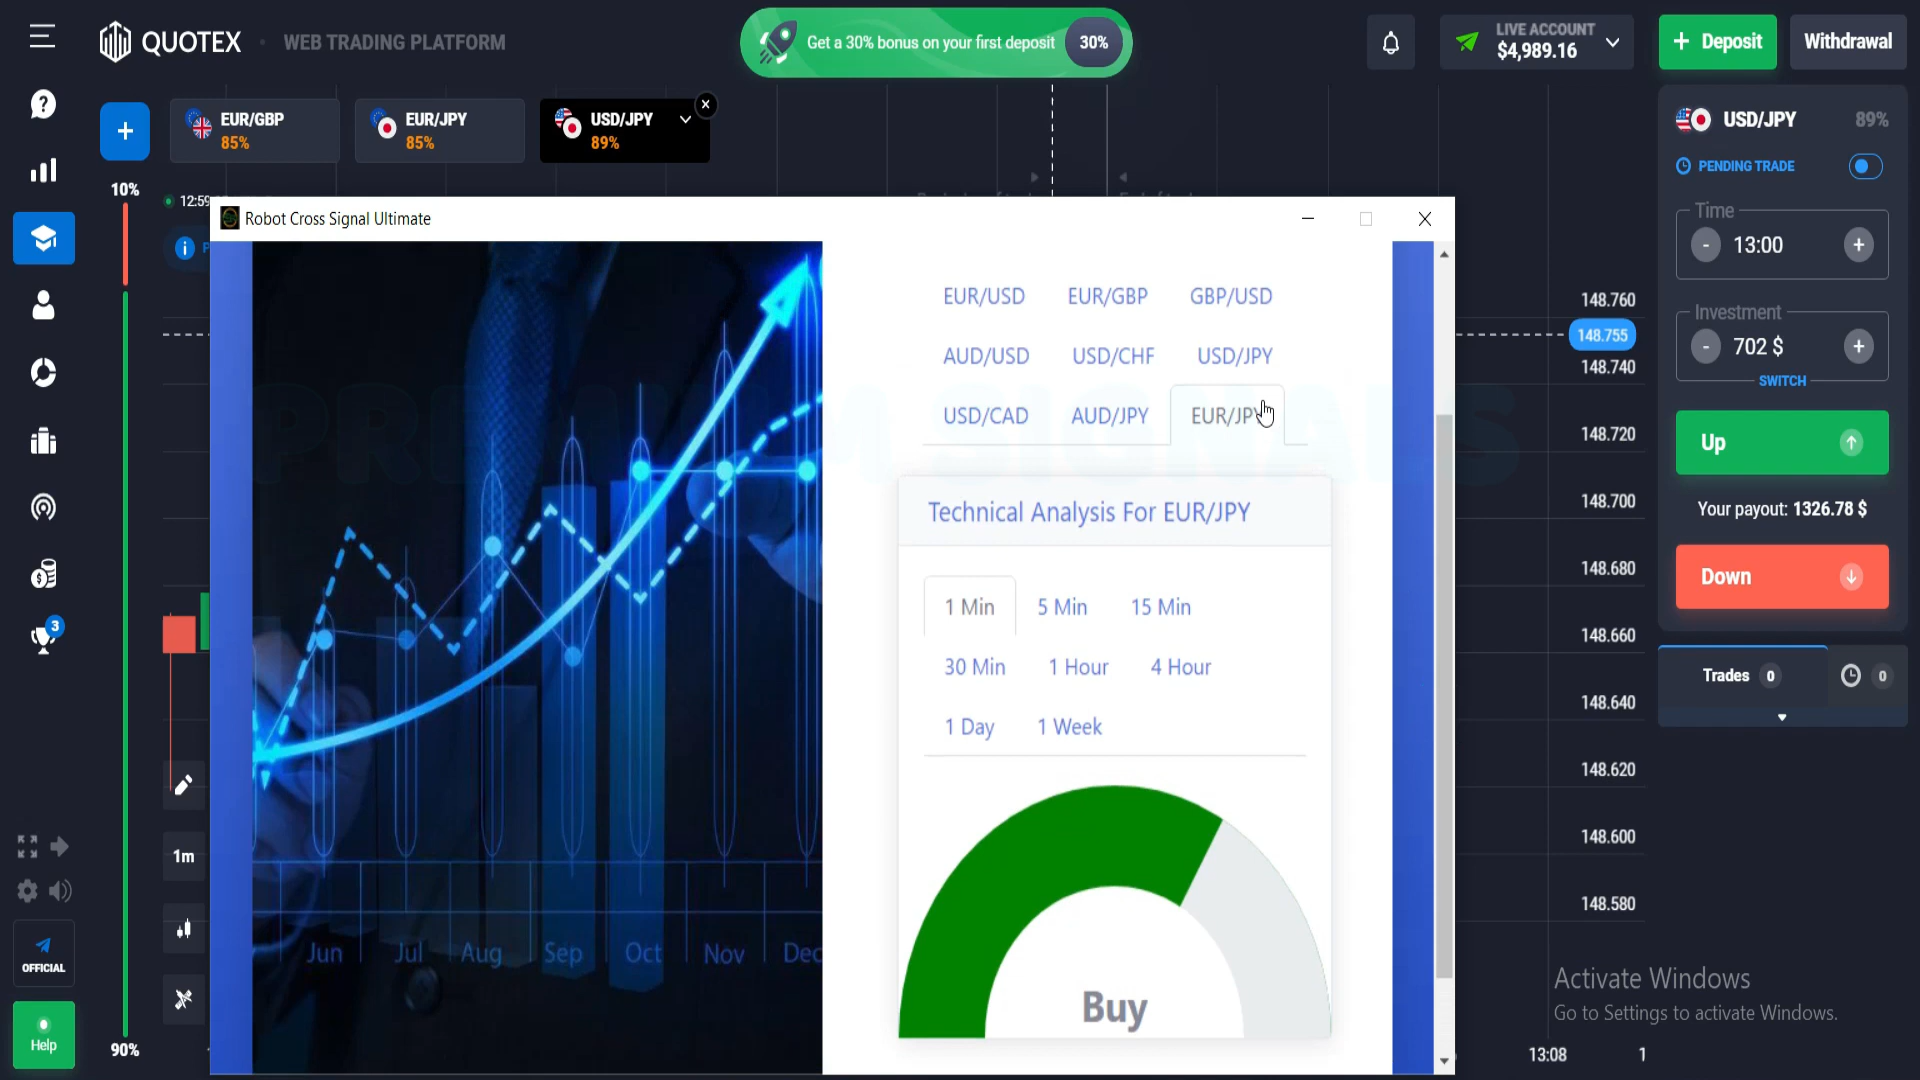 QUOTEX
WEB TRADING PLATFORM
Get a 30% bonus on your first deposit
30%
LIVE ACCOUNT
$4,989.16
+ Deposit
Withdrawal
+
EUR/GBP
85%
EUR/JPY
85%
USD/JPY
89%
USD/JPY
89%
PENDING TRADE
10%
12:59
Robot Cross Signal Ultimate
Time
- 13:00 +
EUR/USD EUR/GBP GBP/USD
AUD/USD USD/CHF USD/JPY
USD/CAD AUD/JPY EUR/JPY
Technical Analysis For EUR/JPY
1 Min 5 Min 15 Min
30 Min 1 Hour 4 Hour
1 Day 1 Week
Buy
Jun Jul Aug Sep Oct Nov Dec
148.760
148.755
148.740
148.720
148.700
148.680
148.660
148.640
148.620
148.600
148.580
Investment
- 702 $ +
SWITCH
Up
Your payout: 1326.78 $
Down
Trades 0
0
3
1m
OFFICIAL
Help
90%
Activate Windows
Go to Settings to activate Windows.
13:08
1